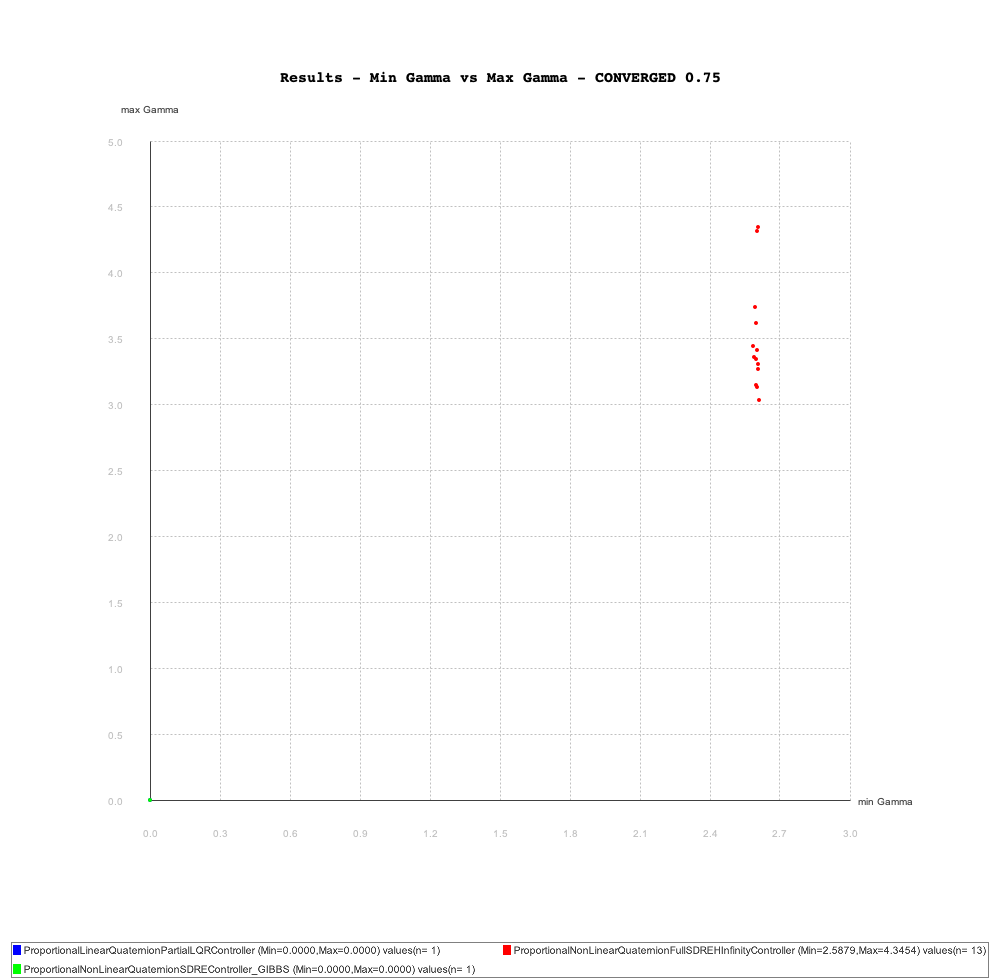 Results - Min Gamma vs Max Gamma - CONVERGED 0.75
max Gamma
5.0
4.5
4.0
3.5
3.0
2.5
2.0
1.5
1.0
0.5
0.0
min Gamma
0.0 0.3 0.6 0.9 1.2 1.5 1.8 2.1 2.4 2.7 3.0
ProportionalLinearQuaternionPartialLQRController (Min=0.0000,Max=0.0000) values(n= 1) ProportionalNonLinearQuaternionFullSDREHInfinityController (Min=2.5879,Max=4.3454) values(n= 13)
ProportionalNonLinearQuaternionSDREController_GIBBS (Min=0.0000,Max=0.0000) values(n= 1)